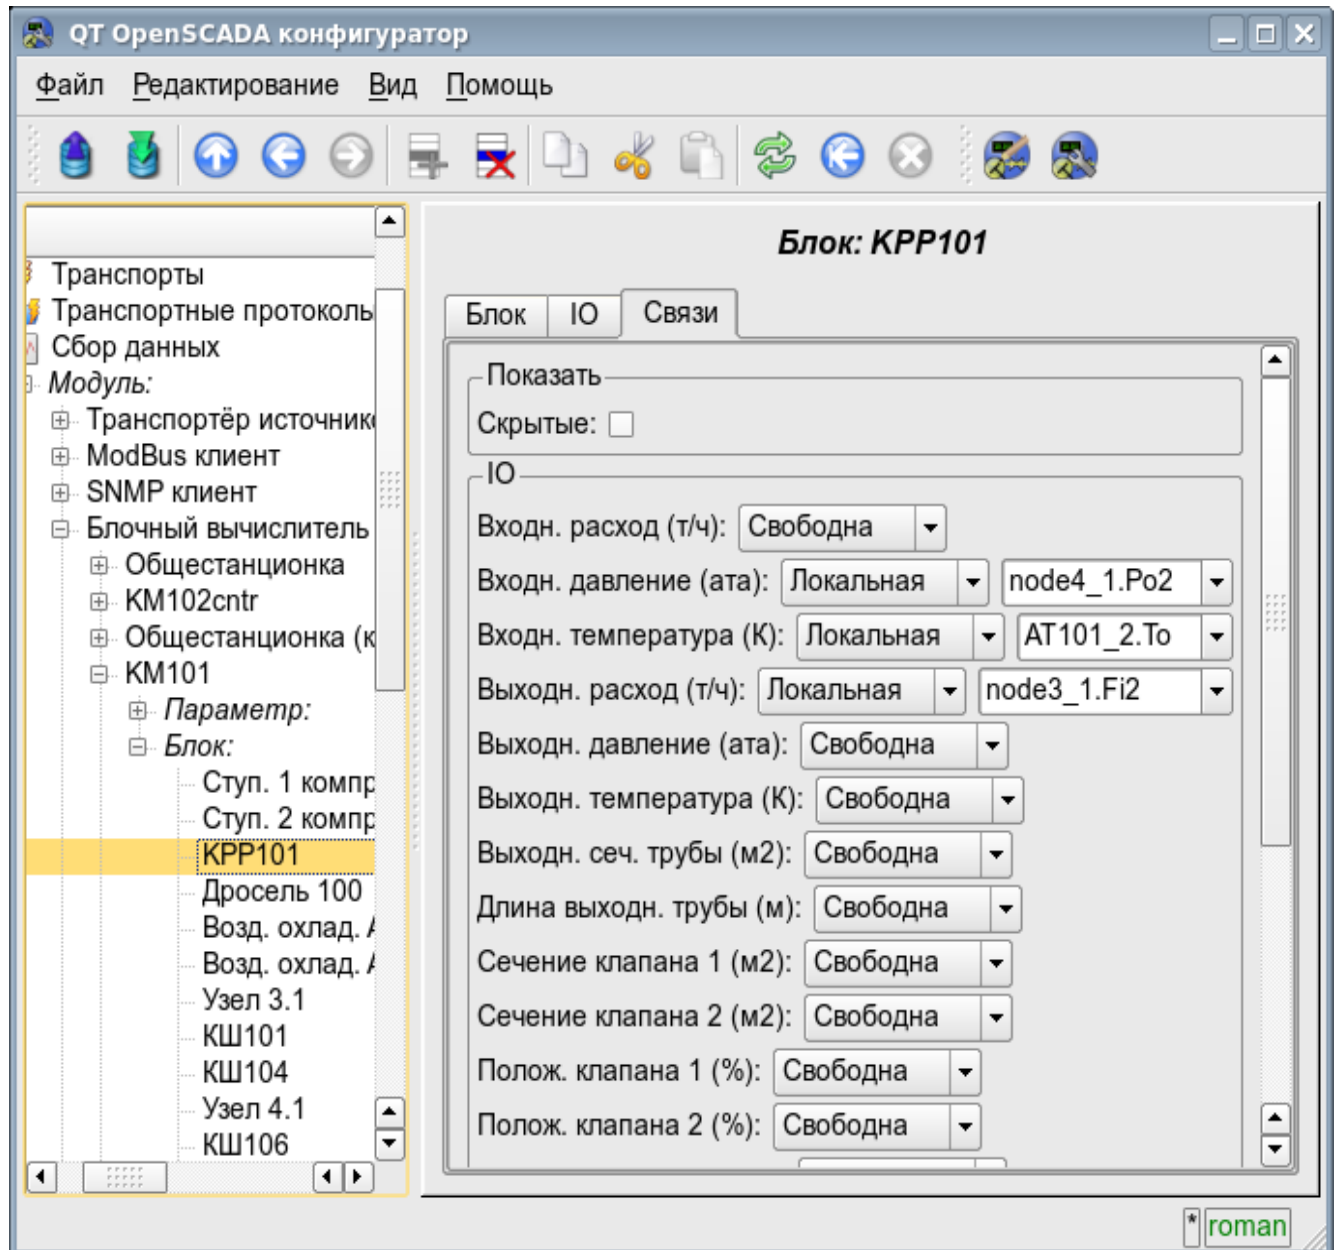 QT OpenSCADA конфигуратор
Файл Редактирование Вид Помощь
Транспорты
Транспортные протоколы
Сбор данных
Модуль:
Транспортёр источник
ModBus клиент
SNMP клиент
Блочный вычислитель
Общестанционка
KM102cntr
Общестанционка (к
KM101
Параметр:
Блок:
Ступ. 1 компр
Ступ. 2 компр
KPP101
Дросель 100
Возд. охлад. А
Возд. охлад. А
Узел 3.1
КШ101
КШ104
Узел 4.1
КШ106
Блок: KPP101
Блок IO Связи
Показать
Скрытые:
IO
Входн. расход (т/ч): Свободна
Входн. давление (ата): Локальная node4_1.Po2
Входн. температура (К): Локальная AT101_2.To
Выходн. расход (т/ч): Локальная node3_1.Fi2
Выходн. давление (ата): Свободна
Выходн. температура (К): Свободна
Выходн. сеч. трубы (м2): Свободна
Длина выходн. трубы (м): Свободна
Сечение клапана 1 (м2): Свободна
Сечение клапана 2 (м2): Свободна
Полож. клапана 1 (%): Свободна
Полож. клапана 2 (%): Свободна
* roman